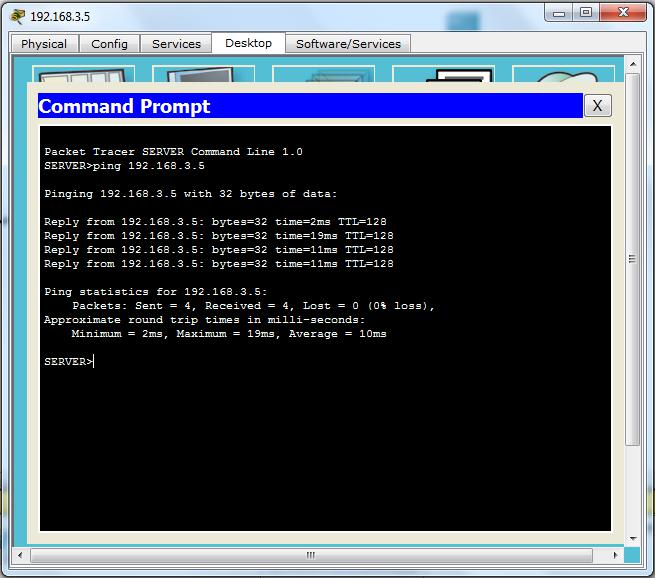 192.168.3.5
Physical Config Services Desktop Software/Services
Command Prompt
X
Packet Tracer SERVER Command Line 1.0
SERVER>ping 192.168.3.5
Pinging 192.168.3.5 with 32 bytes of data:
Reply from 192.168.3.5: bytes=32 time=2ms TTL=128
Reply from 192.168.3.5: bytes=32 time=19ms TTL=128
Reply from 192.168.3.5: bytes=32 time=11ms TTL=128
Reply from 192.168.3.5: bytes=32 time=11ms TTL=128
Ping statistics for 192.168.3.5:
Packets: Sent = 4, Received = 4, Lost = 0 (0% loss),
Approximate round trip times in milli-seconds:
Minimum = 2ms, Maximum = 19ms, Average = 10ms
SERVER>